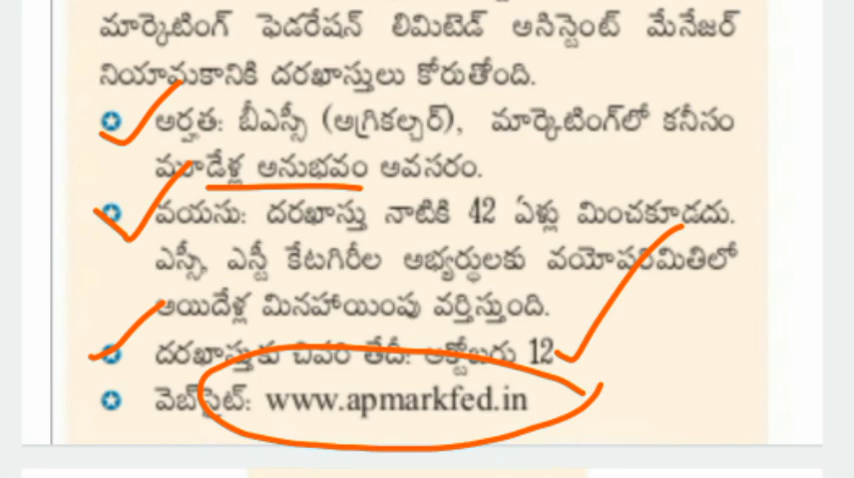 మార్కెటింగ్ ఫెడరేషన్ లిమిటెడ్ అసిస్టెంట్ మేనేజర్
నియామకానికి దరఖాస్తులు కోరుతోంది.
అర్హత: బీఎస్సీ (అగ్రికల్చర్), మార్కెటింగ్‌లో కనీసం
మూడేళ్ల అనుభవం అవసరం.
వయసు: దరఖాస్తు నాటికి 42 ఏళ్లు మించకూడదు.
ఎస్సీ, ఎస్టీ కేటగిరీల అభ్యర్థులకు వయోపరిమితిలో
అయిదేళ్ల మినహాయింపు వర్తిస్తుంది.
దరఖాస్తుకు చివరి తేదీ: అక్టోబరు 12
వెబ్‌సైట్: www.apmarkfed.in